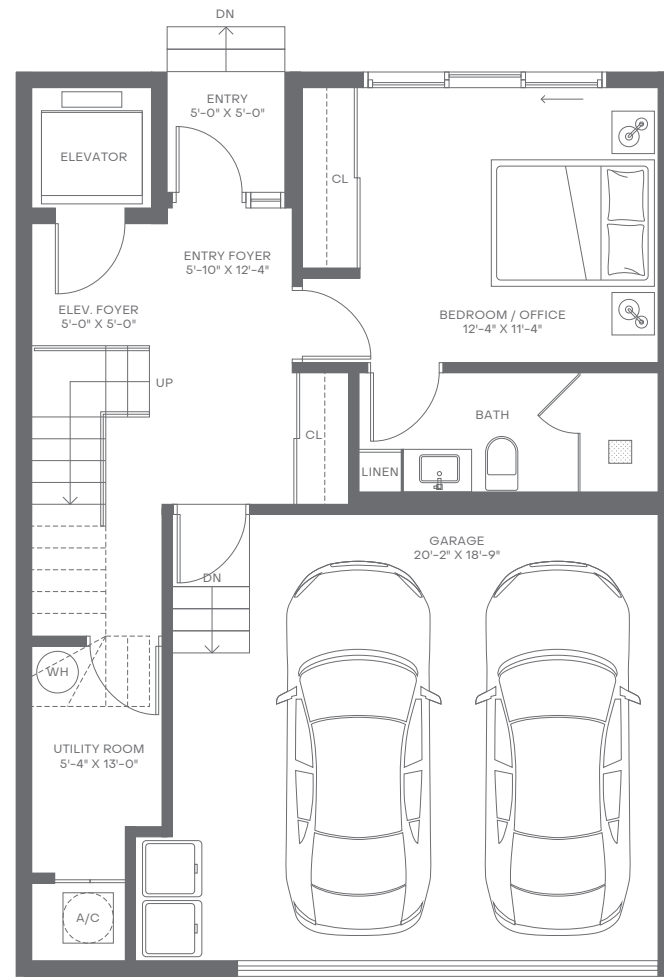 DN
ENTRY
5'-0" X 5'-0"
ELEVATOR
CL
ENTRY FOYER
5'-10" X 12'-4"
ELEV. FOYER
5'-0" X 5'-0"
BEDROOM / OFFICE
12'-4" X 11'-4"
UP
BATH
CL
LINEN
GARAGE
20'-2" X 18'-9"
DN
WH
UTILITY ROOM
5'-4" X 13'-0"
A/C